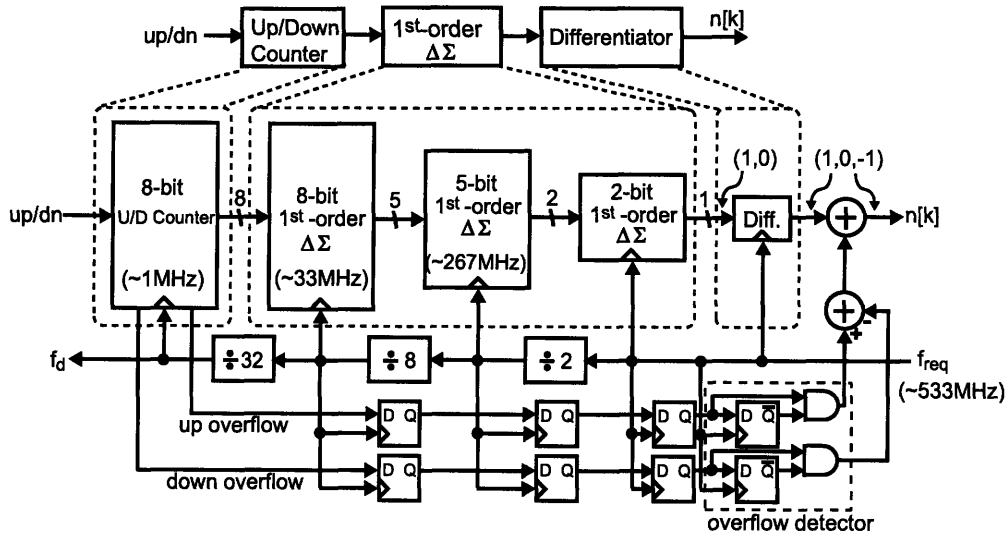 up/dn
Up/Down
Counter
1st-order
ΔΣ
Differentiator
n[k]
up/dn
8-bit
U/D Counter
(~1MHz)
8
8-bit
1st-order
ΔΣ
(~33MHz)
5
5-bit
1st-order
ΔΣ
(~267MHz)
2
2-bit
1st-order
ΔΣ
1
(1,0)
Diff.
(1,0,-1)
+
n[k]
+
+
-
fd
÷32
÷8
÷2
freq
(~533MHz)
up overflow
D Q
D Q
D Q
D Q̅
down overflow
D Q
D Q
D Q
D Q̅
overflow detector